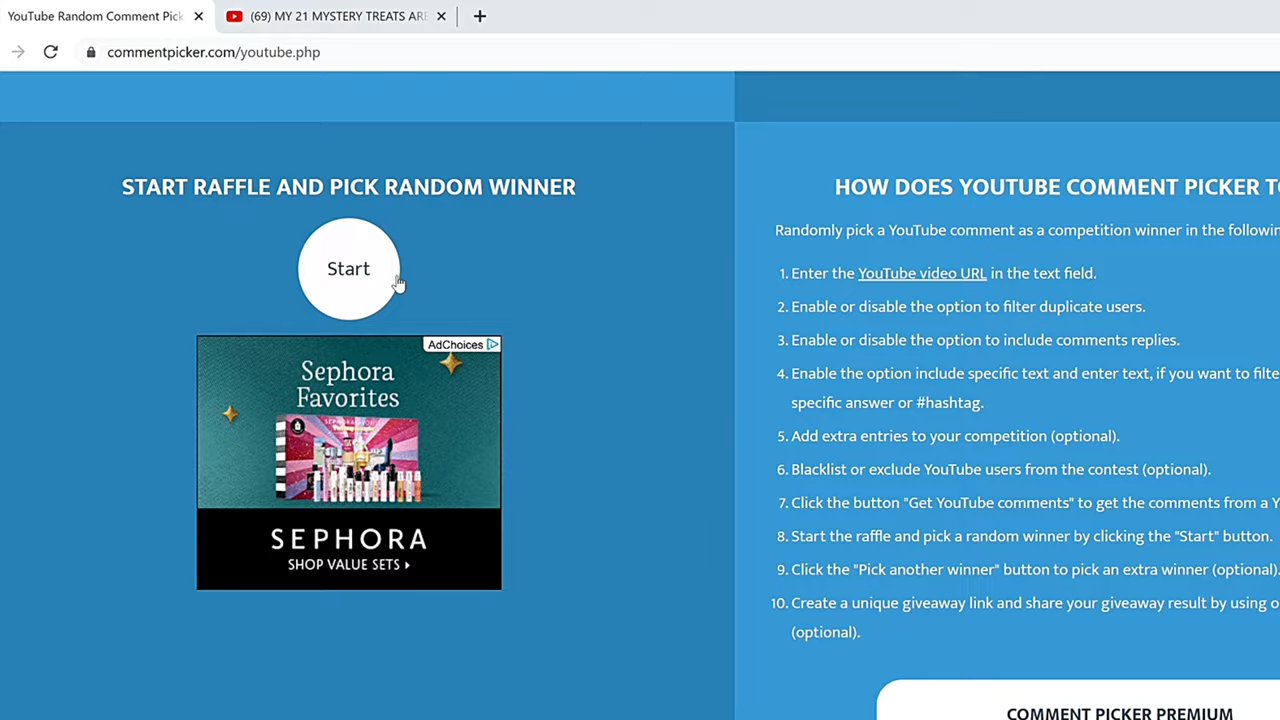 YouTube Random Comment Pick
(69) MY 21 MYSTERY TREATS ARE
commentpicker.com/youtube.php
START RAFFLE AND PICK RANDOM WINNER
Start
AdChoices
Sephora
Favorites
SEPHORA
SHOP VALUE SETS
HOW DOES YOUTUBE COMMENT PICKER TO
Randomly pick a YouTube comment as a competition winner in the followin
1. Enter the YouTube video URL in the text field.
2. Enable or disable the option to filter duplicate users.
3. Enable or disable the option to include comments replies.
4. Enable the option include specific text and enter text, if you want to filte
specific answer or #hashtag.
5. Add extra entries to your competition (optional).
6. Blacklist or exclude YouTube users from the contest (optional).
7. Click the button "Get YouTube comments" to get the comments from a Y
8. Start the raffle and pick a random winner by clicking the "Start" button.
9. Click the "Pick another winner" button to pick an extra winner (optional).
10. Create a unique giveaway link and share your giveaway result by using o
(optional).
COMMENT PICKER PREMIUM